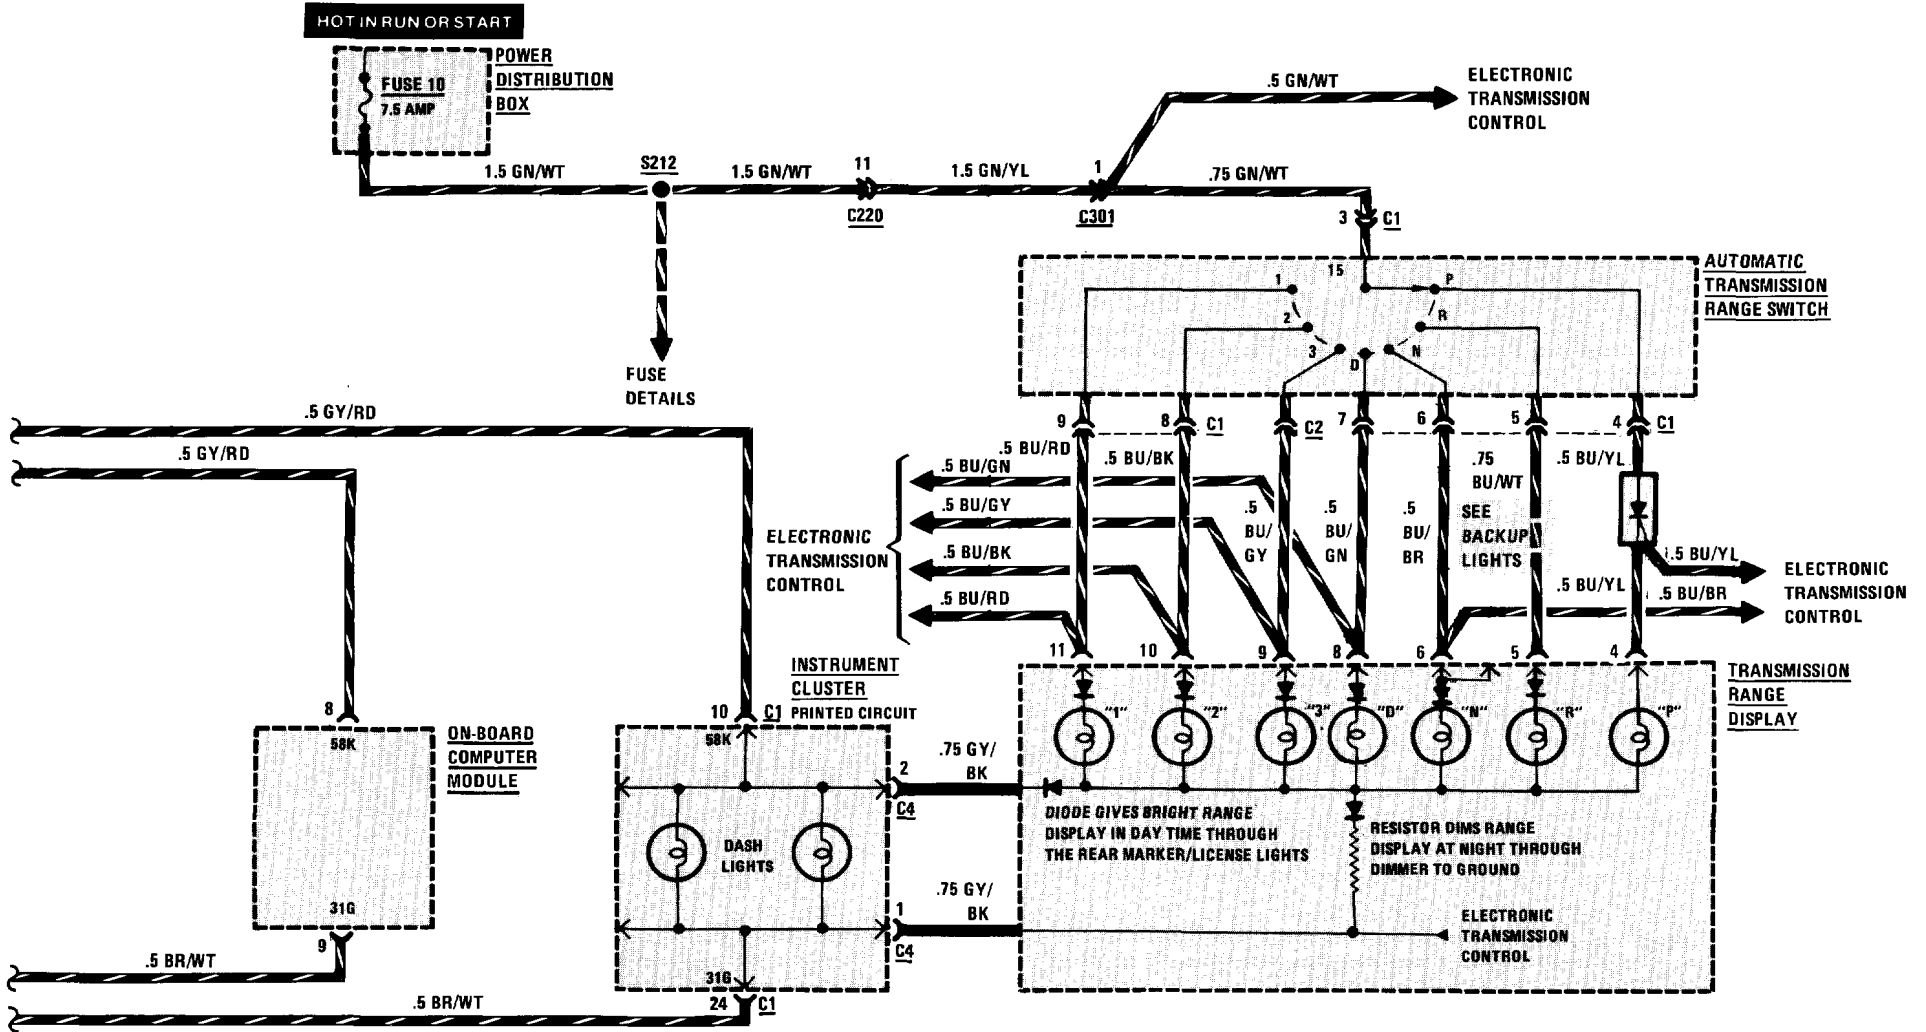 HOT IN RUN OR START
POWER
DISTRIBUTION
BOX
FUSE 10
7.5 AMP
1.5 GN/WT
S212
1.5 GN/WT
11
C220
1.5 GN/YL
1
C301
.5 GN/WT
ELECTRONIC
TRANSMISSION
CONTROL
.75 GN/WT
3
C1
FUSE
DETAILS
AUTOMATIC
TRANSMISSION
RANGE SWITCH
15
1
2
3
D
N
R
P
9
8
C1
C2
7
6
5
4
C1
.5 GY/RD
.5 GY/RD
.5 BU/RD
.5 BU/BK
.5 BU/GN
.5 BU/GY
.5 BU/BK
.5 BU/RD
ELECTRONIC
TRANSMISSION
CONTROL
.5
BU/
GY
.5
BU/
GN
.5
BU/
BR
.75
BU/WT
SEE
BACKUP
LIGHTS
.5 BU/YL
.5 BU/YL
.5 BU/YL
.5 BU/BR
ELECTRONIC
TRANSMISSION
CONTROL
11
10
9
8
6
5
4
TRANSMISSION
RANGE
DISPLAY
"1"
"2"
"3"
"D"
"N"
"R"
"P"
8
58K
ON-BOARD
COMPUTER
MODULE
31G
9
.5 BR/WT
INSTRUMENT
CLUSTER
PRINTED CIRCUIT
10
C1
58K
DASH
LIGHTS
2
C4
.75 GY/
BK
1
C4
.75 GY/
BK
31G
24
C1
.5 BR/WT
DIODE GIVES BRIGHT RANGE
DISPLAY IN DAY TIME THROUGH
THE REAR MARKER/LICENSE LIGHTS
RESISTOR DIMS RANGE
DISPLAY AT NIGHT THROUGH
DIMMER TO GROUND
ELECTRONIC
TRANSMISSION
CONTROL